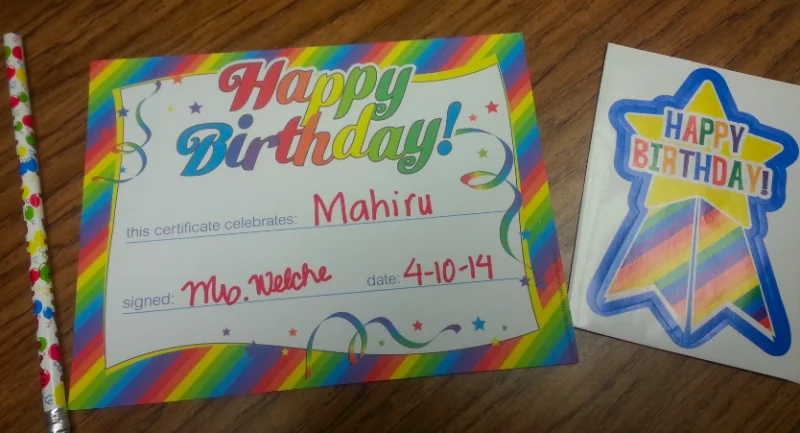 Happy
Birthday!
this certificate celebrates: Mahiru
signed: Ms. Welche date: 4-10-14
HAPPY
BIRTHDAY!